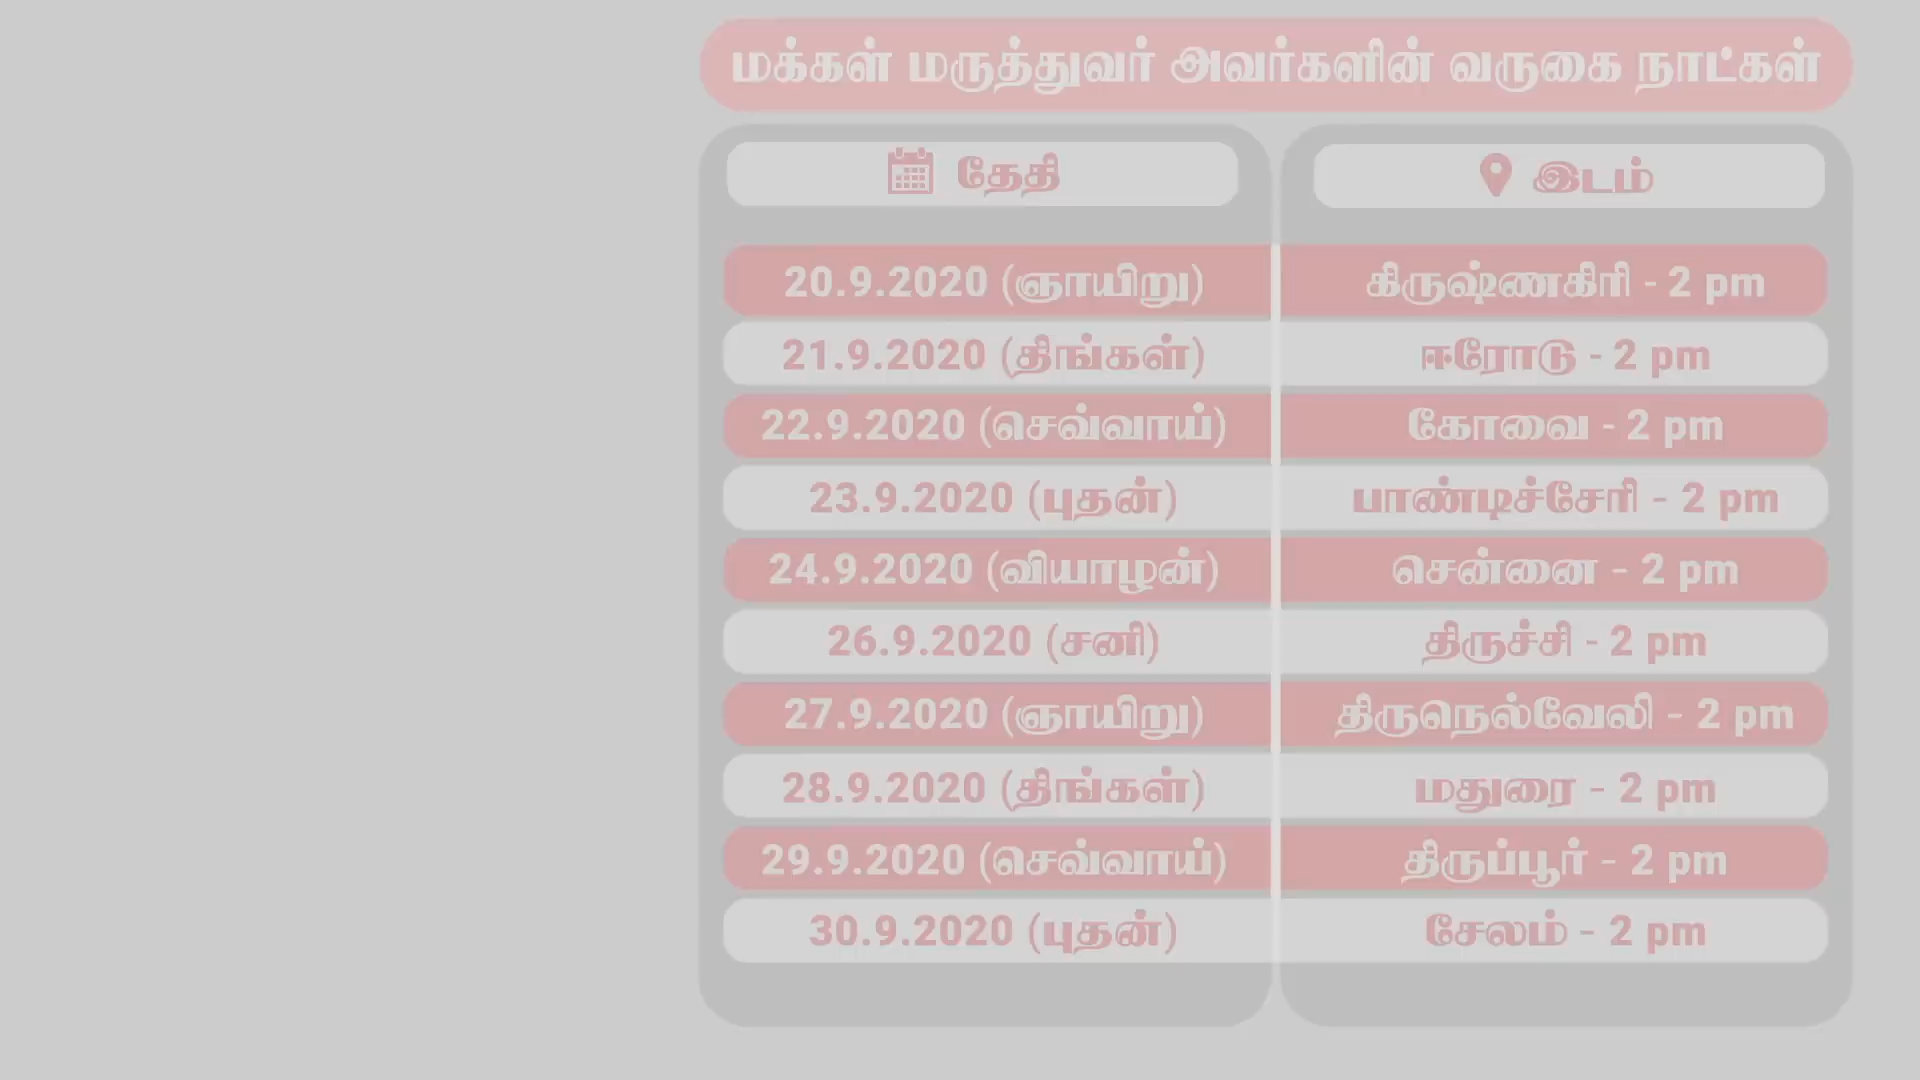 மக்கள் மருத்துவர் அவர்களின் வருகை நாட்கள்
தேதி இடம்
20.9.2020 (ஞாயிறு) கிருஷ்ணகிரி - 2 pm
21.9.2020 (திங்கள்) ஈரோடு - 2 pm
22.9.2020 (செவ்வாய்) கோவை - 2 pm
23.9.2020 (புதன்) பாண்டிச்சேரி - 2 pm
24.9.2020 (வியாழன்) சென்னை - 2 pm
26.9.2020 (சனி) திருச்சி - 2 pm
27.9.2020 (ஞாயிறு) திருநெல்வேலி - 2 pm
28.9.2020 (திங்கள்) மதுரை - 2 pm
29.9.2020 (செவ்வாய்) திருப்பூர் - 2 pm
30.9.2020 (புதன்) சேலம் - 2 pm